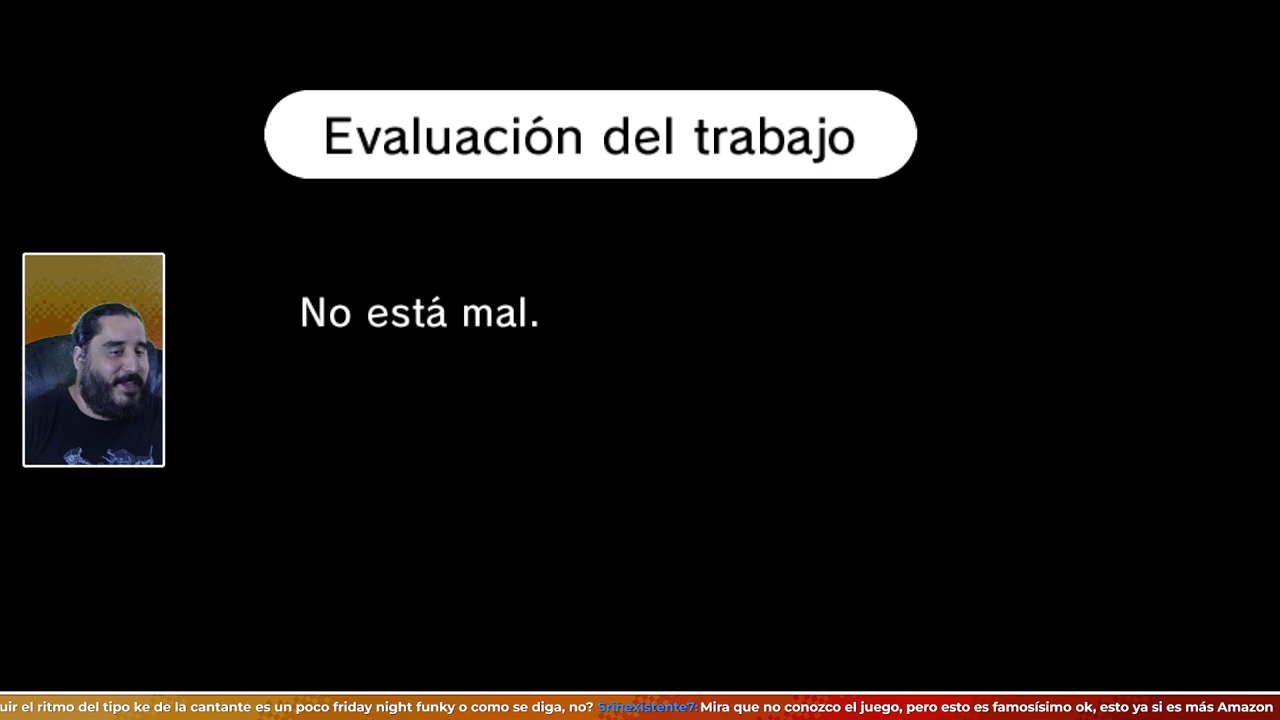 Evaluación del trabajo
No está mal.
uir el ritmo del tipo ke de la cantante es un poco friday night funky o como se diga, no? Srinexistente7: Mira que no conozco el juego, pero esto es famosísimo ok, esto ya si es más Amazon